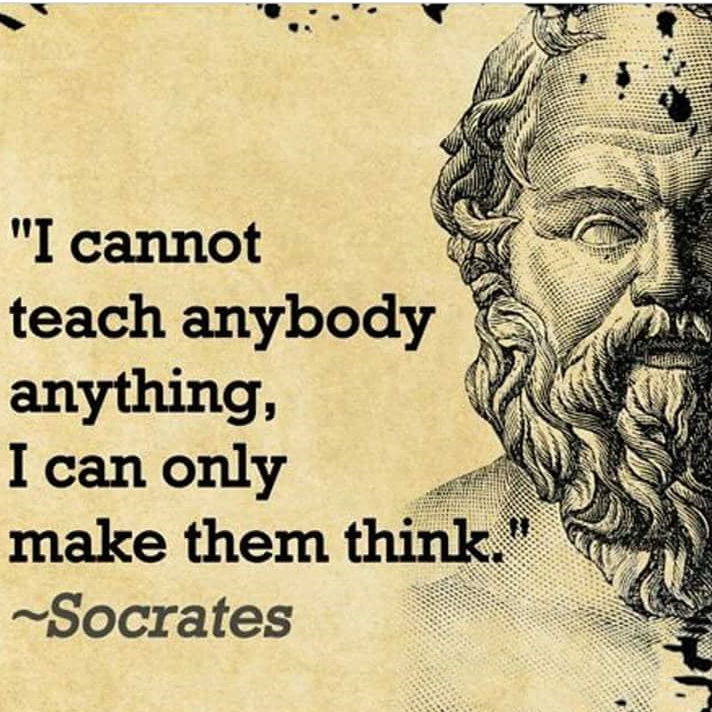 "I cannot
teach anybody
anything,
I can only
make them think."
~Socrates